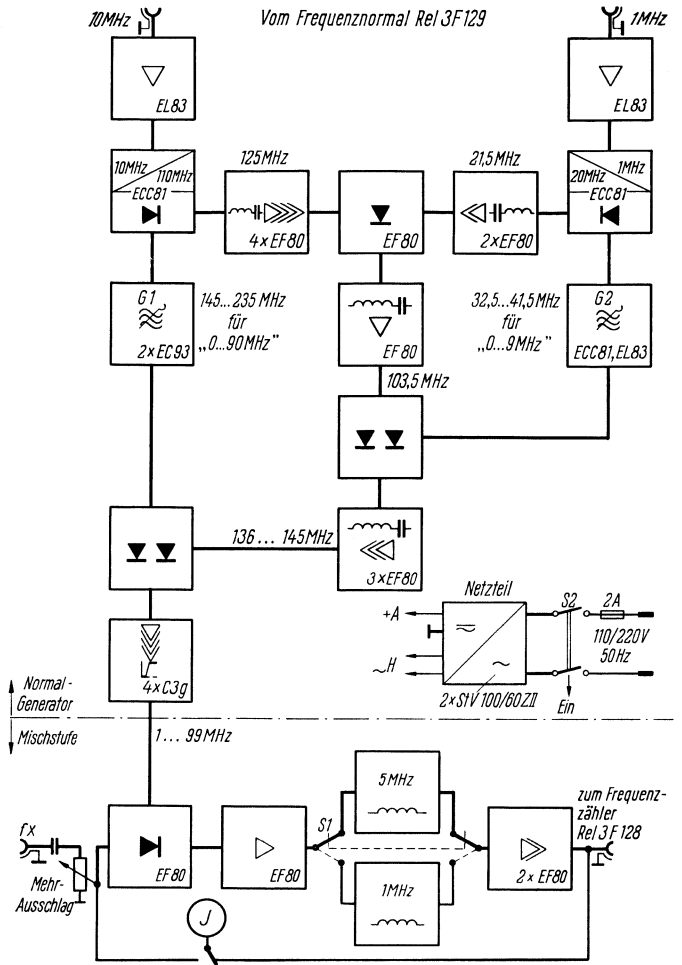 10MHz
Vom Frequenznormal Rel 3F129
1MHz
EL83
EL83
10MHz
110MHz
ECC81
125MHz
4×EF80
EF80
21,5MHz
2×EF80
20MHz
1MHz
ECC81
G1
2×EC93
145...235MHz
für
„0...90MHz"
EF80
32,5...41,5MHz
für
„0...9MHz"
G2
ECC81,EL83
103,5MHz
136...145MHz
3×EF80
4×C3g
Netzteil
+A
~H
2×StV 100/60ZII
S2
2A
110/220V
50Hz
Ein
Normal-
Generator
Mischstufe
1...99MHz
fx
Mehr-
Ausschlag
EF80
EF80
S1
5MHz
1MHz
2×EF80
zum Frequenz-
zähler
Rel 3F128
J